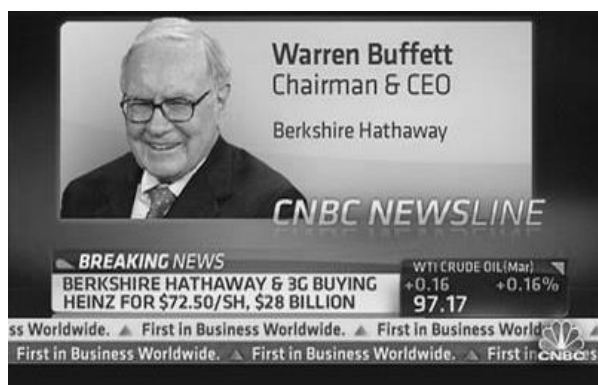 Warren Buffett
Chairman & CEO
Berkshire Hathaway
CNBC NEWSLINE
BREAKING NEWS
BERKSHIRE HATHAWAY & 3G BUYING
HEINZ FOR $72.50/SH, $28 BILLION
WTI CRUDE OIL(Mar)
+0.16 +0.16%
97.17
ss Worldwide. First in Business Worldwide. First in Business World
First in Business Worldwide. First in Business Worldwide. First in
CNBC